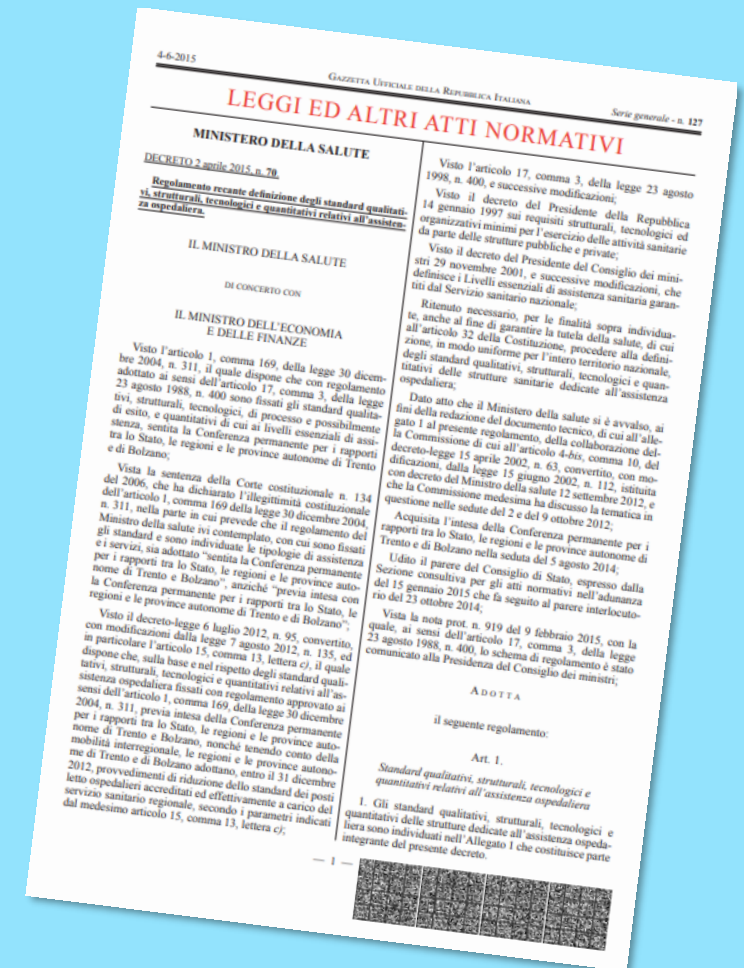 4-6-2015
GAZZETTA UFFICIALE DELLA REPUBBLICA ITALIANA
Serie generale - n. 127
LEGGI ED ALTRI ATTI NORMATIVI
MINISTERO DELLA SALUTE
DECRETO 2 aprile 2015, n. 70.
Regolamento recante definizione degli standard qualitati-
vi, strutturali, tecnologici e quantitativi relativi all'assisten-
za ospedaliera.
IL MINISTRO DELLA SALUTE
DI CONCERTO CON
IL MINISTRO DELL'ECONOMIA
E DELLE FINANZE
Visto l'articolo 1, comma 169, della legge 30 dicem-
bre 2004, n. 311, il quale dispone che con regolamento
adottato ai sensi dell'articolo 17, comma 3, della legge
23 agosto 1988, n. 400 sono fissati gli standard qualita-
tivi, strutturali, tecnologici, di processo e possibilmente
di esito, e quantitativi di cui ai livelli essenziali di assi-
stenza, sentita la Conferenza permanente per i rapporti
tra lo Stato, le regioni e le province autonome di Trento
e di Bolzano;
Vista la sentenza della Corte costituzionale n. 134
del 2006, che ha dichiarato l'illegittimità costituzionale
dell'articolo 1, comma 169 della legge 30 dicembre 2004,
n. 311, nella parte in cui prevede che il regolamento del
Ministro della salute ivi contemplato, con cui sono fissati
gli standard e sono individuate le tipologie di assistenza
e i servizi, sia adottato "sentita la Conferenza permanente
per i rapporti tra lo Stato, le regioni e le province auto-
nome di Trento e Bolzano", anziché "previa intesa con
la Conferenza permanente per i rapporti tra lo Stato, le
regioni e le province autonome di Trento e di Bolzano";
Visto il decreto-legge 6 luglio 2012, n. 95, convertito,
con modificazioni dalla legge 7 agosto 2012, n. 135, ed
in particolare l'articolo 15, comma 13, lettera c), il quale
dispone che, sulla base e nel rispetto degli standard quali-
tativi, strutturali, tecnologici e quantitativi relativi all'as-
sistenza ospedaliera fissati con regolamento approvato ai
sensi dell'articolo 1, comma 169, della legge 30 dicembre
2004, n. 311, previa intesa della Conferenza permanente
per i rapporti tra lo Stato, le regioni e le province auto-
nome di Trento e Bolzano, nonché tenendo conto della
mobilità interregionale, le regioni e le province autono-
me di Trento e di Bolzano adottano, entro il 31 dicembre
2012, provvedimenti di riduzione dello standard dei posti
letto ospedalieri accreditati ed effettivamente a carico del
servizio sanitario regionale, secondo i parametri indicati
dal medesimo articolo 15, comma 13, lettera c);
Visto l'articolo 17, comma 3, della legge 23 agosto
1998, n. 400, e successive modificazioni;
Visto il decreto del Presidente della Repubblica
14 gennaio 1997 sui requisiti strutturali, tecnologici ed
organizzativi minimi per l'esercizio delle attività sanitarie
da parte delle strutture pubbliche e private;
Visto il decreto del Presidente del Consiglio dei mini-
stri 29 novembre 2001, e successive modificazioni, che
definisce i Livelli essenziali di assistenza sanitaria garan-
titi dal Servizio sanitario nazionale;
Ritenuto necessario, per le finalità sopra individua-
te, anche al fine di garantire la tutela della salute, di cui
all'articolo 32 della Costituzione, procedere alla defini-
zione, in modo uniforme per l'intero territorio nazionale,
degli standard qualitativi, strutturali, tecnologici e quan-
titativi delle strutture sanitarie dedicate all'assistenza
ospedaliera;
Dato atto che il Ministero della salute si è avvalso, ai
fini della redazione del documento tecnico, di cui all'alle-
gato 1 al presente regolamento, della collaborazione del-
la Commissione di cui all'articolo 4-bis, comma 10, del
decreto-legge 15 aprile 2002, n. 63, convertito, con mo-
dificazioni, dalla legge 15 giugno 2002, n. 112, istituita
con decreto del Ministro della salute 12 settembre 2012, e
che la Commissione medesima ha discusso la tematica in
questione nelle sedute del 2 e del 9 ottobre 2012;
Acquisita l'intesa della Conferenza permanente per i
rapporti tra lo Stato, le regioni e le province autonome di
Trento e di Bolzano nella seduta del 5 agosto 2014;
Udito il parere del Consiglio di Stato, espresso dalla
Sezione consultiva per gli atti normativi nell'adunanza
del 15 gennaio 2015 che fa seguito al parere interlocuto-
rio del 23 ottobre 2014;
Vista la nota prot. n. 919 del 9 febbraio 2015, con la
quale, ai sensi dell'articolo 17, comma 3, della legge
23 agosto 1988, n. 400, lo schema di regolamento è stato
comunicato alla Presidenza del Consiglio dei ministri;
ADOTTA
il seguente regolamento:
Art. 1.
Standard qualitativi, strutturali, tecnologici e
quantitativi relativi all'assistenza ospedaliera
1. Gli standard qualitativi, strutturali, tecnologici e
quantitativi delle strutture dedicate all'assistenza ospeda-
liera sono individuati nell'Allegato 1 che costituisce parte
integrante del presente decreto.
— 1 —